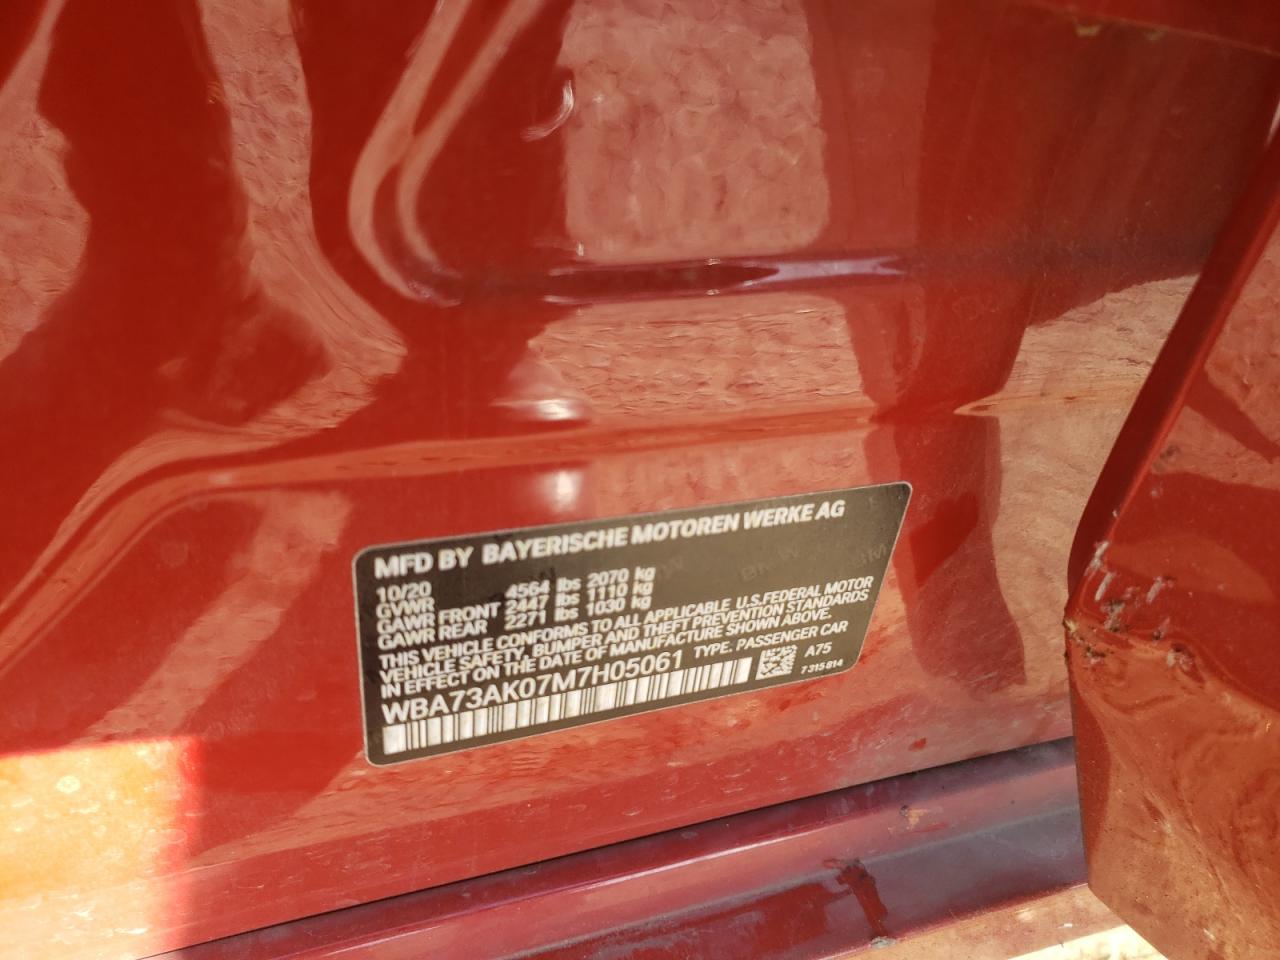 MFD BY BAYERISCHE MOTOREN WERKE AG
10/20
GVWR 4564 lbs 2070 kg
GAWR FRONT 2447 lbs 1110 kg
GAWR REAR 2271 lbs 1030 kg
THIS VEHICLE CONFORMS TO ALL APPLICABLE U.S.FEDERAL MOTOR
VEHICLE SAFETY, BUMPER AND THEFT PREVENTION STANDARDS
IN EFFECT ON THE DATE OF MANUFACTURE SHOWN ABOVE.
WBA73AK07M7H05061 TYPE: PASSENGER CAR
A75
7 315 814